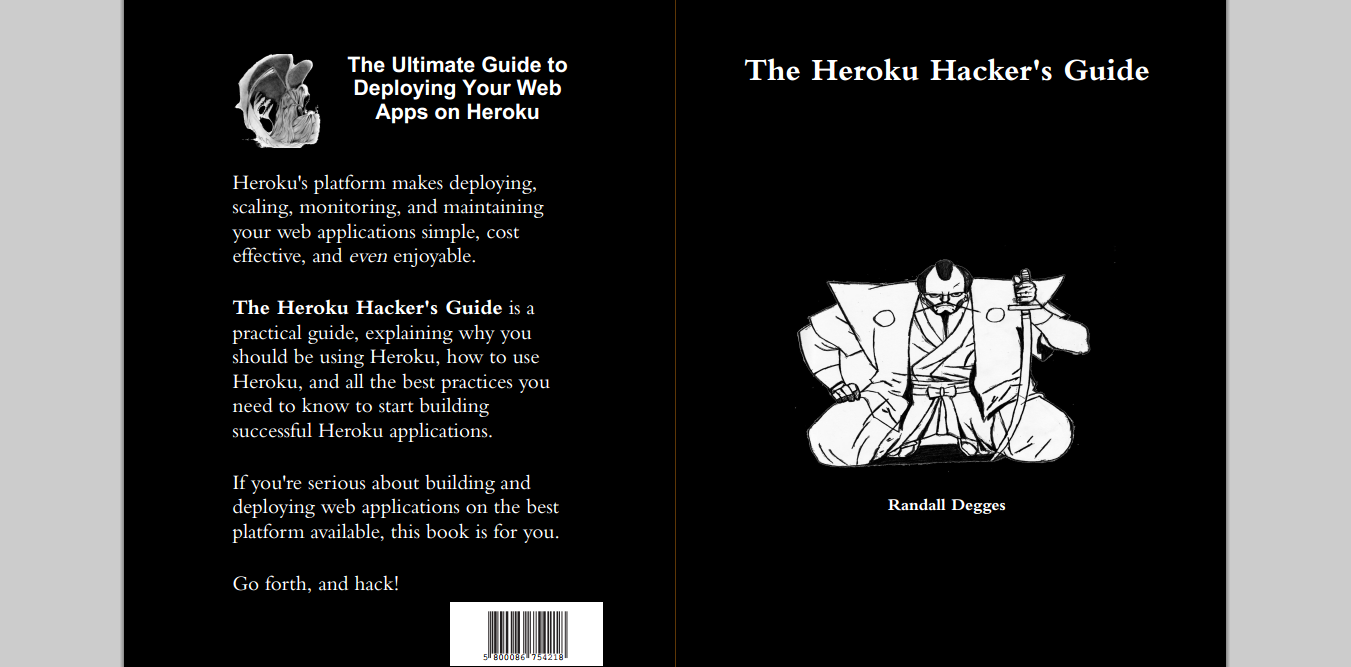 The Ultimate Guide to
Deploying Your Web
Apps on Heroku
Heroku's platform makes deploying,
scaling, monitoring, and maintaining
your web applications simple, cost
effective, and even enjoyable.
The Heroku Hacker's Guide is a
practical guide, explaining why you
should be using Heroku, how to use
Heroku, and all the best practices you
need to know to start building
successful Heroku applications.
If you're serious about building and
deploying web applications on the best
platform available, this book is for you.
Go forth, and hack!
5 800086 754218
The Heroku Hacker's Guide
Randall Degges